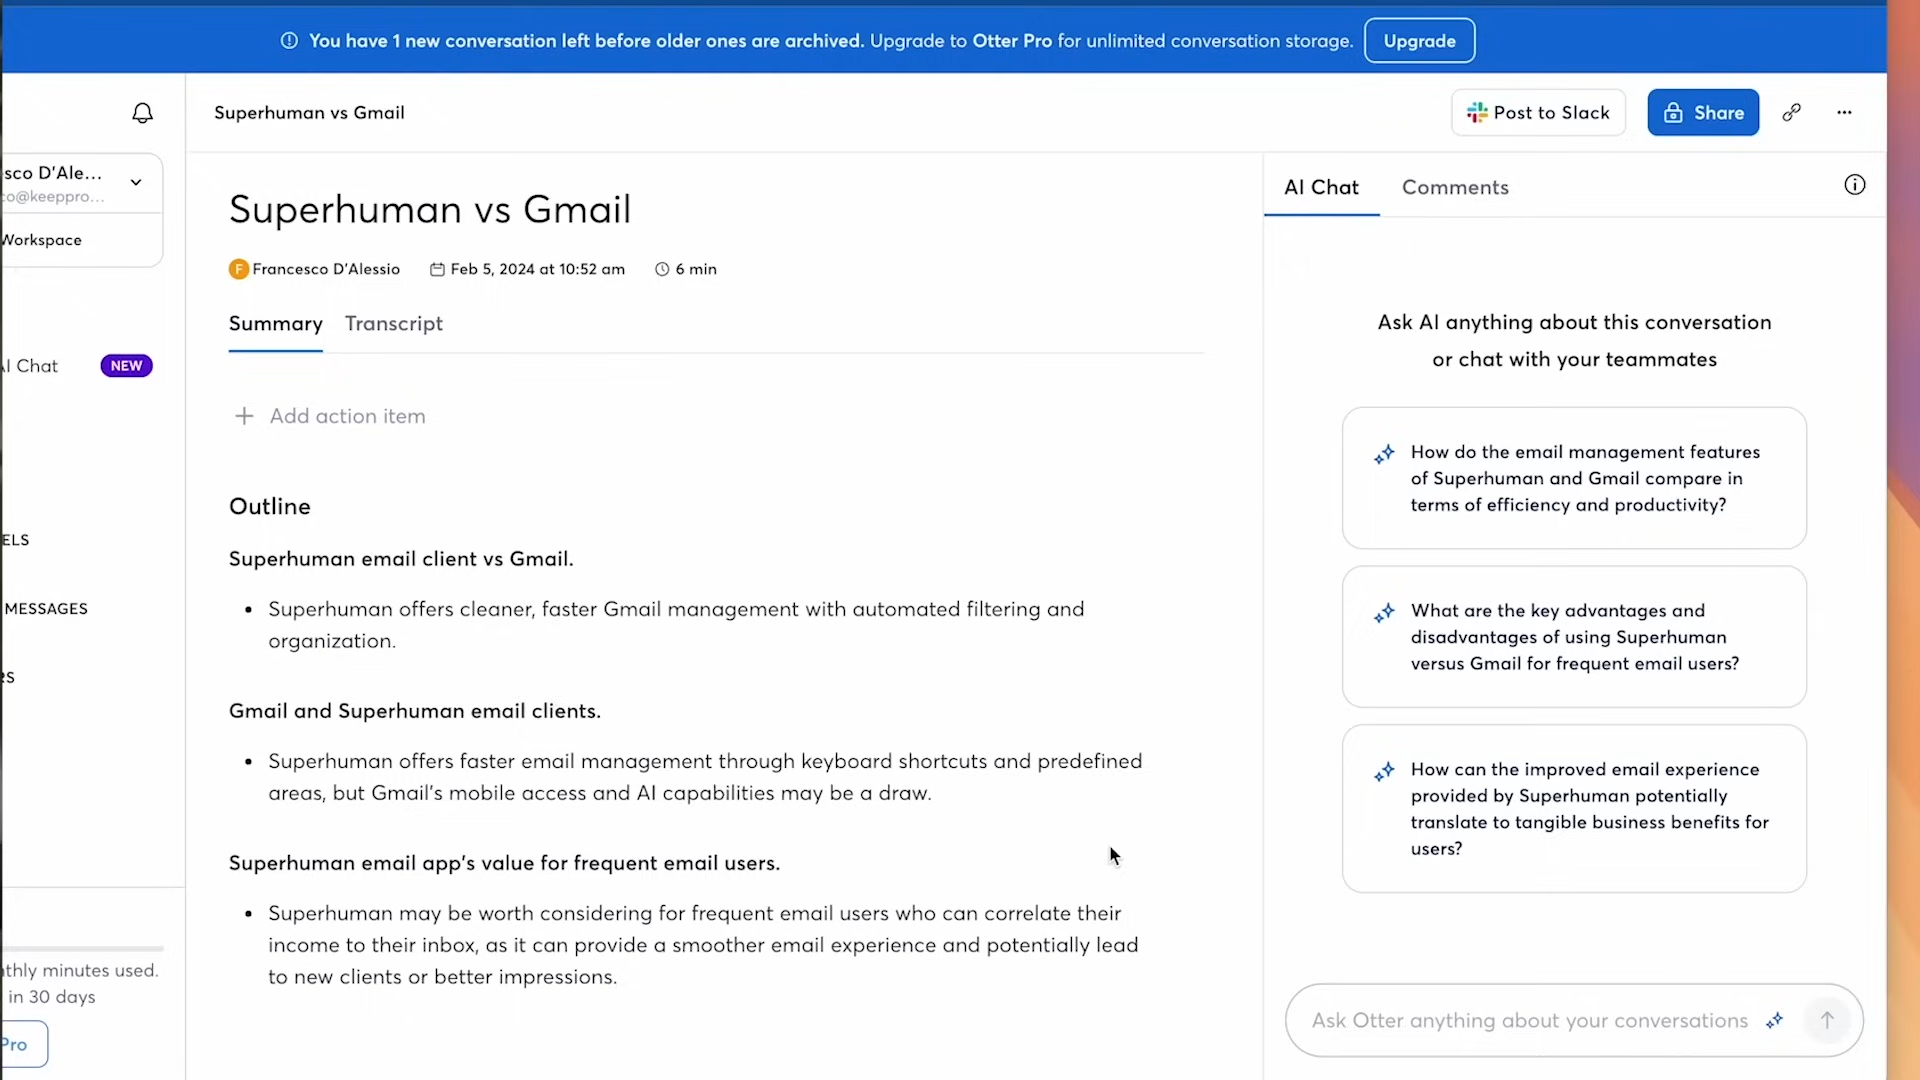 You have 1 new conversation left before older ones are archived. Upgrade to Otter Pro for unlimited conversation storage.
Upgrade
Superhuman vs Gmail
Post to Slack
Share
sco D'Ale...
co@keeppro...
Workspace
AI Chat
NEW
ELS
MESSAGES
RS
thly minutes used.
in 30 days
Pro
Superhuman vs Gmail
F Francesco D'Alessio
Feb 5, 2024 at 10:52 am
6 min
Summary
Transcript
+ Add action item
Outline
Superhuman email client vs Gmail.
• Superhuman offers cleaner, faster Gmail management with automated filtering and
organization.
Gmail and Superhuman email clients.
• Superhuman offers faster email management through keyboard shortcuts and predefined
areas, but Gmail's mobile access and AI capabilities may be a draw.
Superhuman email app's value for frequent email users.
• Superhuman may be worth considering for frequent email users who can correlate their
income to their inbox, as it can provide a smoother email experience and potentially lead
to new clients or better impressions.
AI Chat
Comments
Ask AI anything about this conversation
or chat with your teammates
How do the email management features
of Superhuman and Gmail compare in
terms of efficiency and productivity?
What are the key advantages and
disadvantages of using Superhuman
versus Gmail for frequent email users?
How can the improved email experience
provided by Superhuman potentially
translate to tangible business benefits for
users?
Ask Otter anything about your conversations